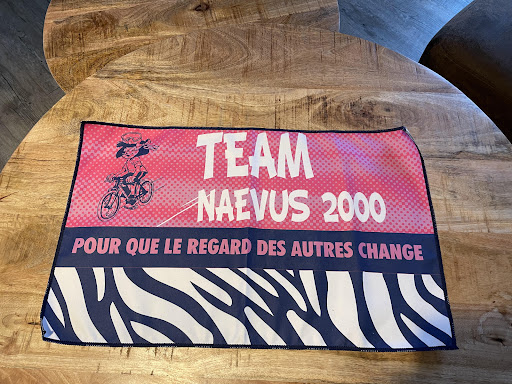 TEAM
NAEVUS 2000
POUR QUE LE REGARD DES AUTRES CHANGE